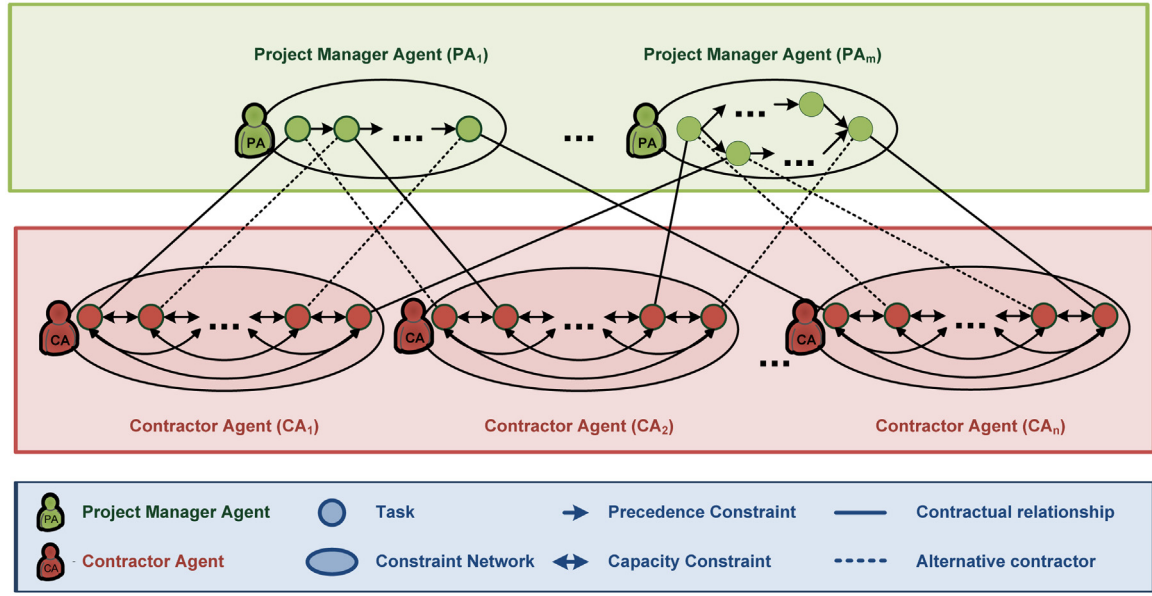 Project Manager Agent (PA₁)
Project Manager Agent (PAₘ)
PA
...
...
PA
...
...
CA
...
CA
...
CA
...
...
Contractor Agent (CA₁)
Contractor Agent (CA₂)
Contractor Agent (CAₙ)
PA
Project Manager Agent
Task
Precedence Constraint
Contractual relationship
CA
Contractor Agent
Constraint Network
Capacity Constraint
Alternative contractor